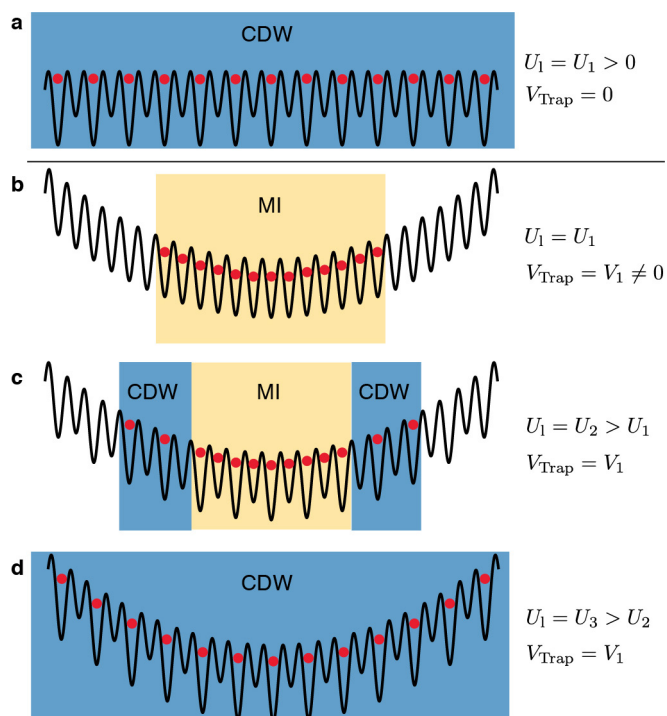 a
CDW
U_l = U_1 > 0
V_Trap = 0
b
MI
U_l = U_1
V_Trap = V_1 ≠ 0
c
CDW MI CDW
U_l = U_2 > U_1
V_Trap = V_1
d
CDW
U_l = U_3 > U_2
V_Trap = V_1